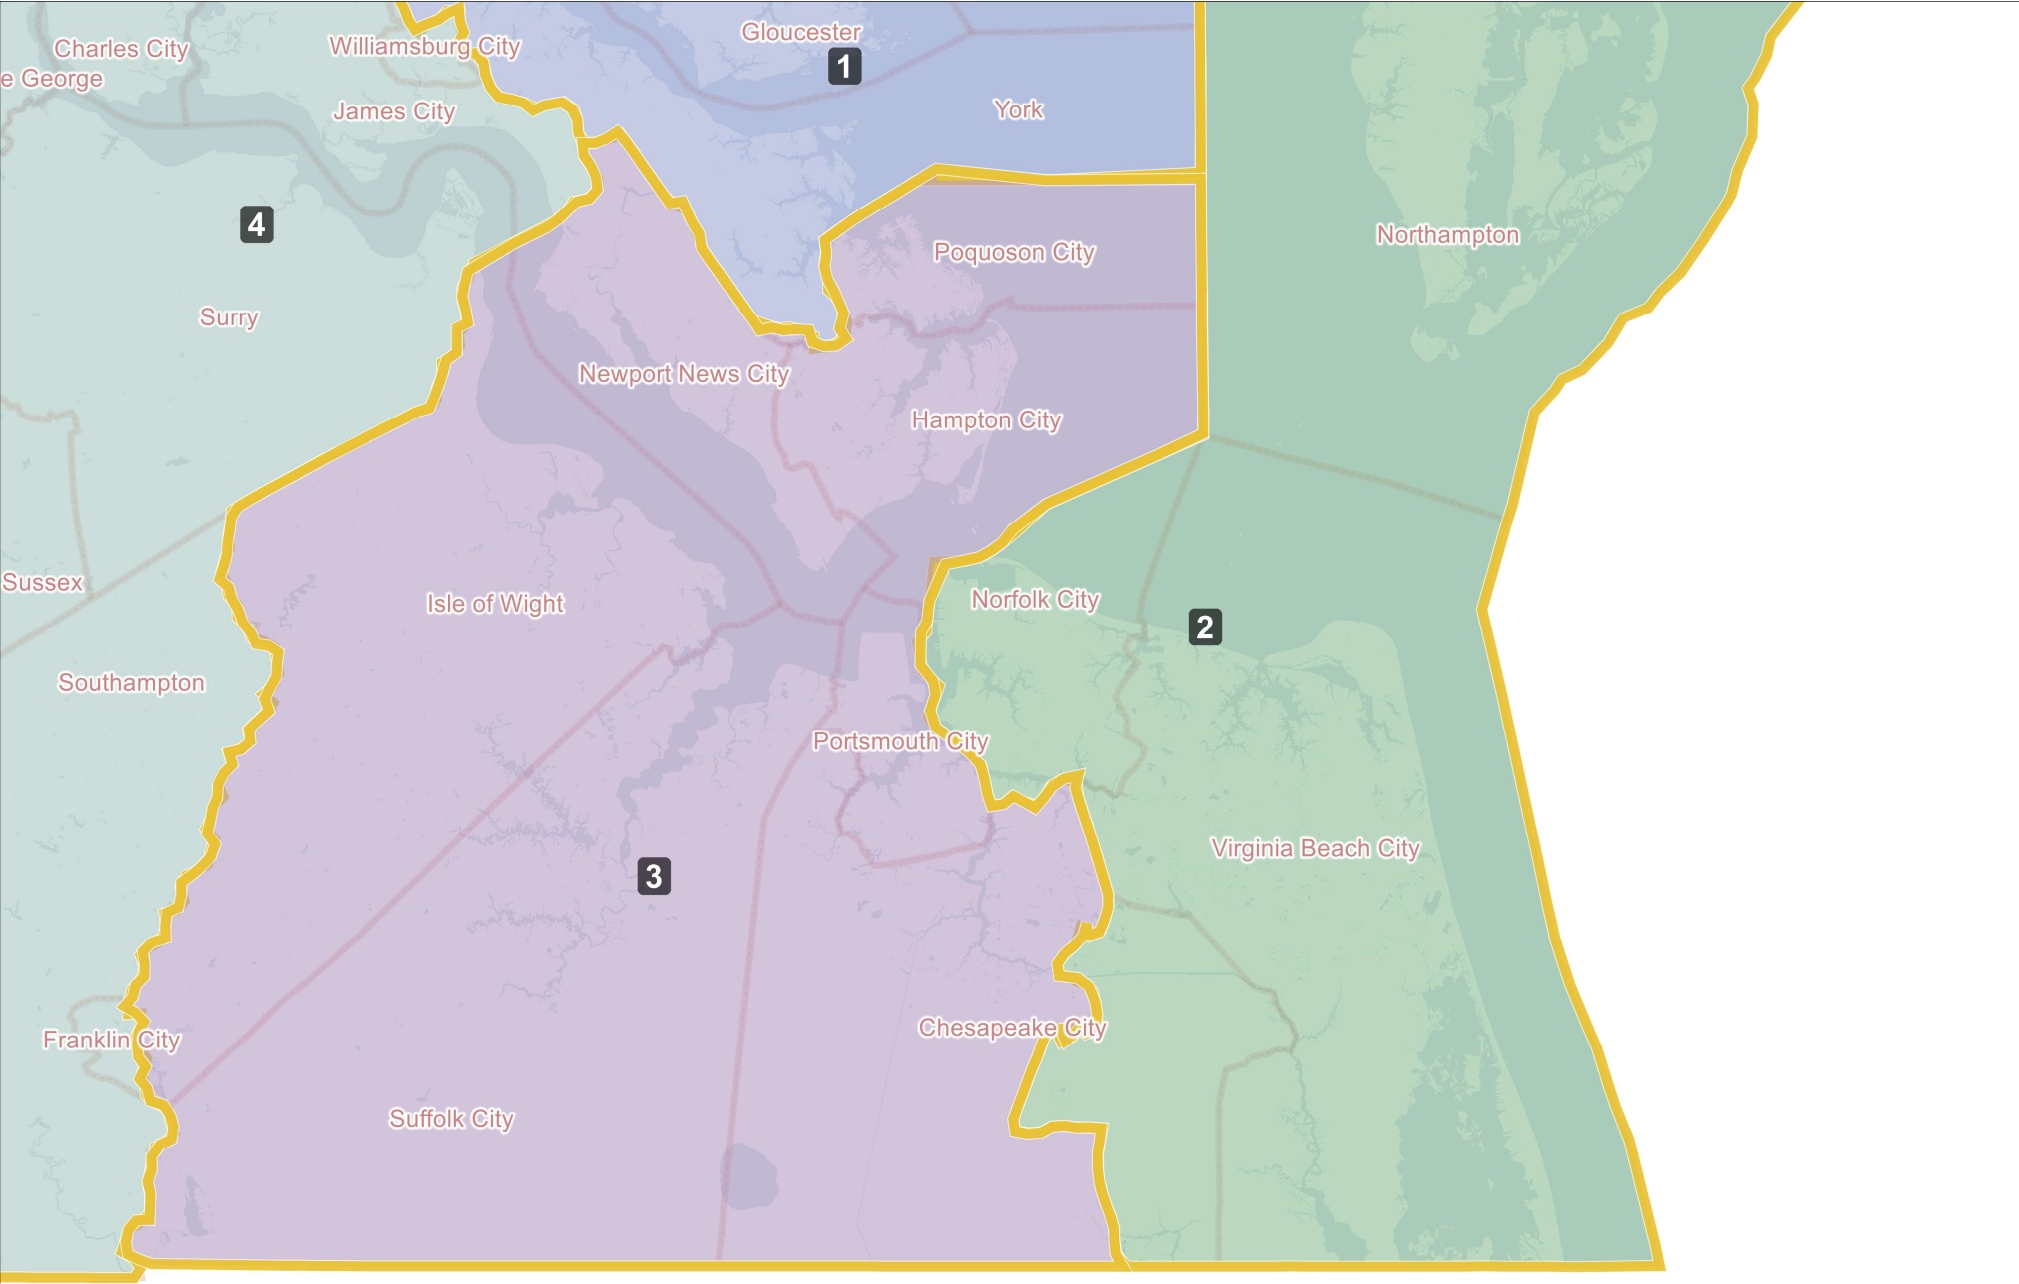 Gloucester
Charles City
Williamsburg City
1
e George
James City
York
4
Northampton
Poquoson City
Surry
Newport News City
Hampton City
Sussex
Isle of Wight
Norfolk City
2
Southampton
Portsmouth City
Virginia Beach City
3
Chesapeake City
Franklin City
Suffolk City